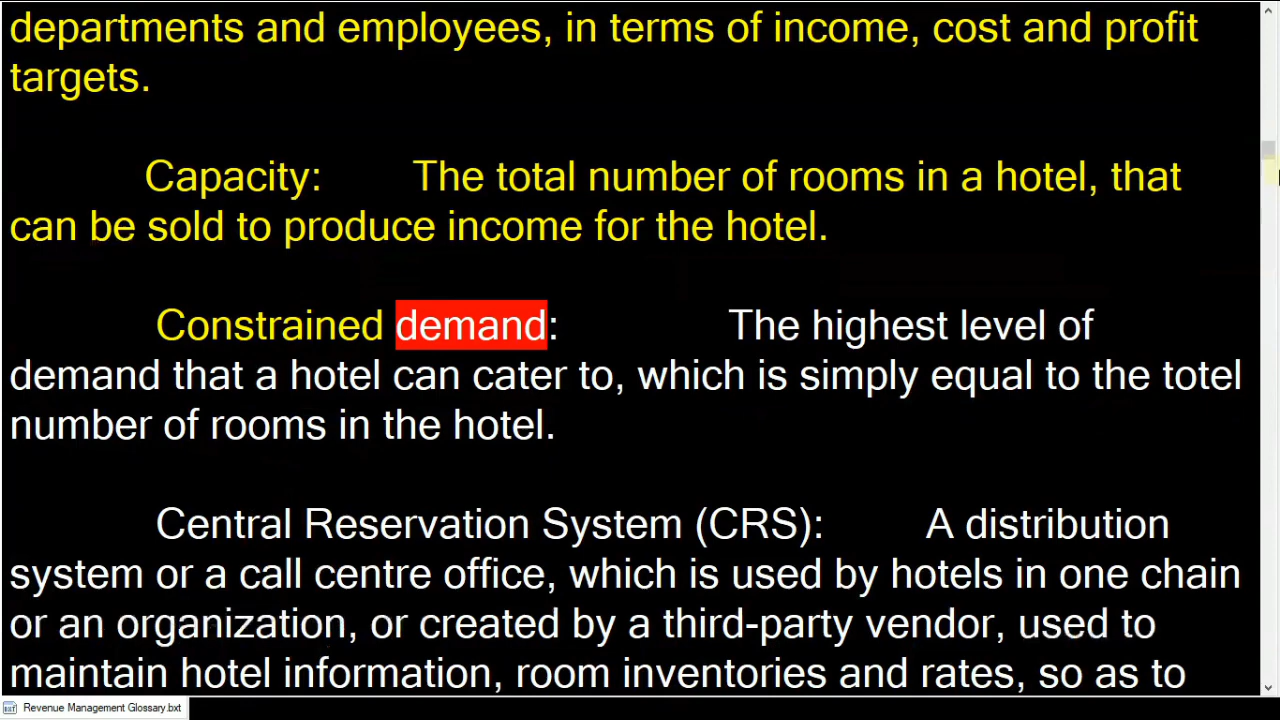 departments and employees, in terms of income, cost and profit
targets.
Capacity: The total number of rooms in a hotel, that
can be sold to produce income for the hotel.
Constrained demand: The highest level of
demand that a hotel can cater to, which is simply equal to the totel
number of rooms in the hotel.
Central Reservation System (CRS): A distribution
system or a call centre office, which is used by hotels in one chain
or an organization, or created by a third-party vendor, used to
maintain hotel information, room inventories and rates, so as to
Revenue Management Glossary.bxt